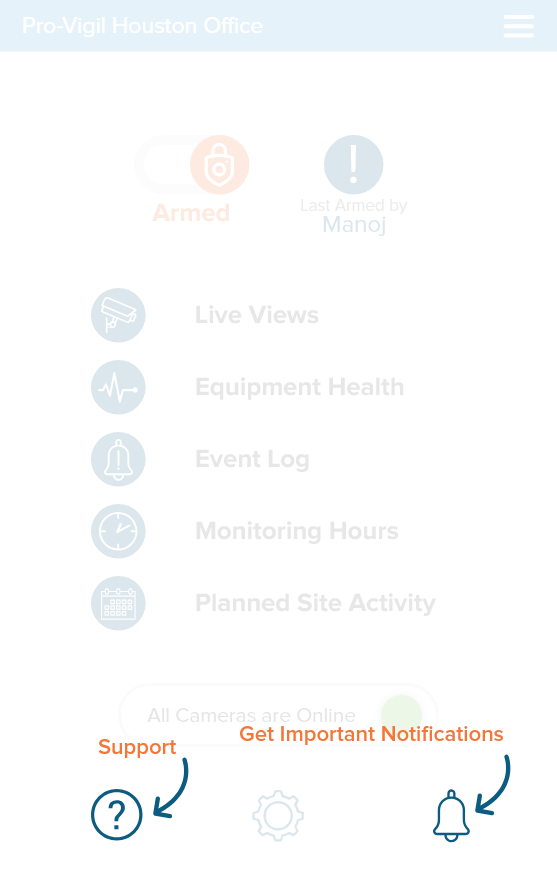 Pro-Vigil Houston Office
Armed
Last Armed by
Manoj
Live Views
Equipment Health
Event Log
Monitoring Hours
Planned Site Activity
All Cameras are Online
Get Important Notifications
Support